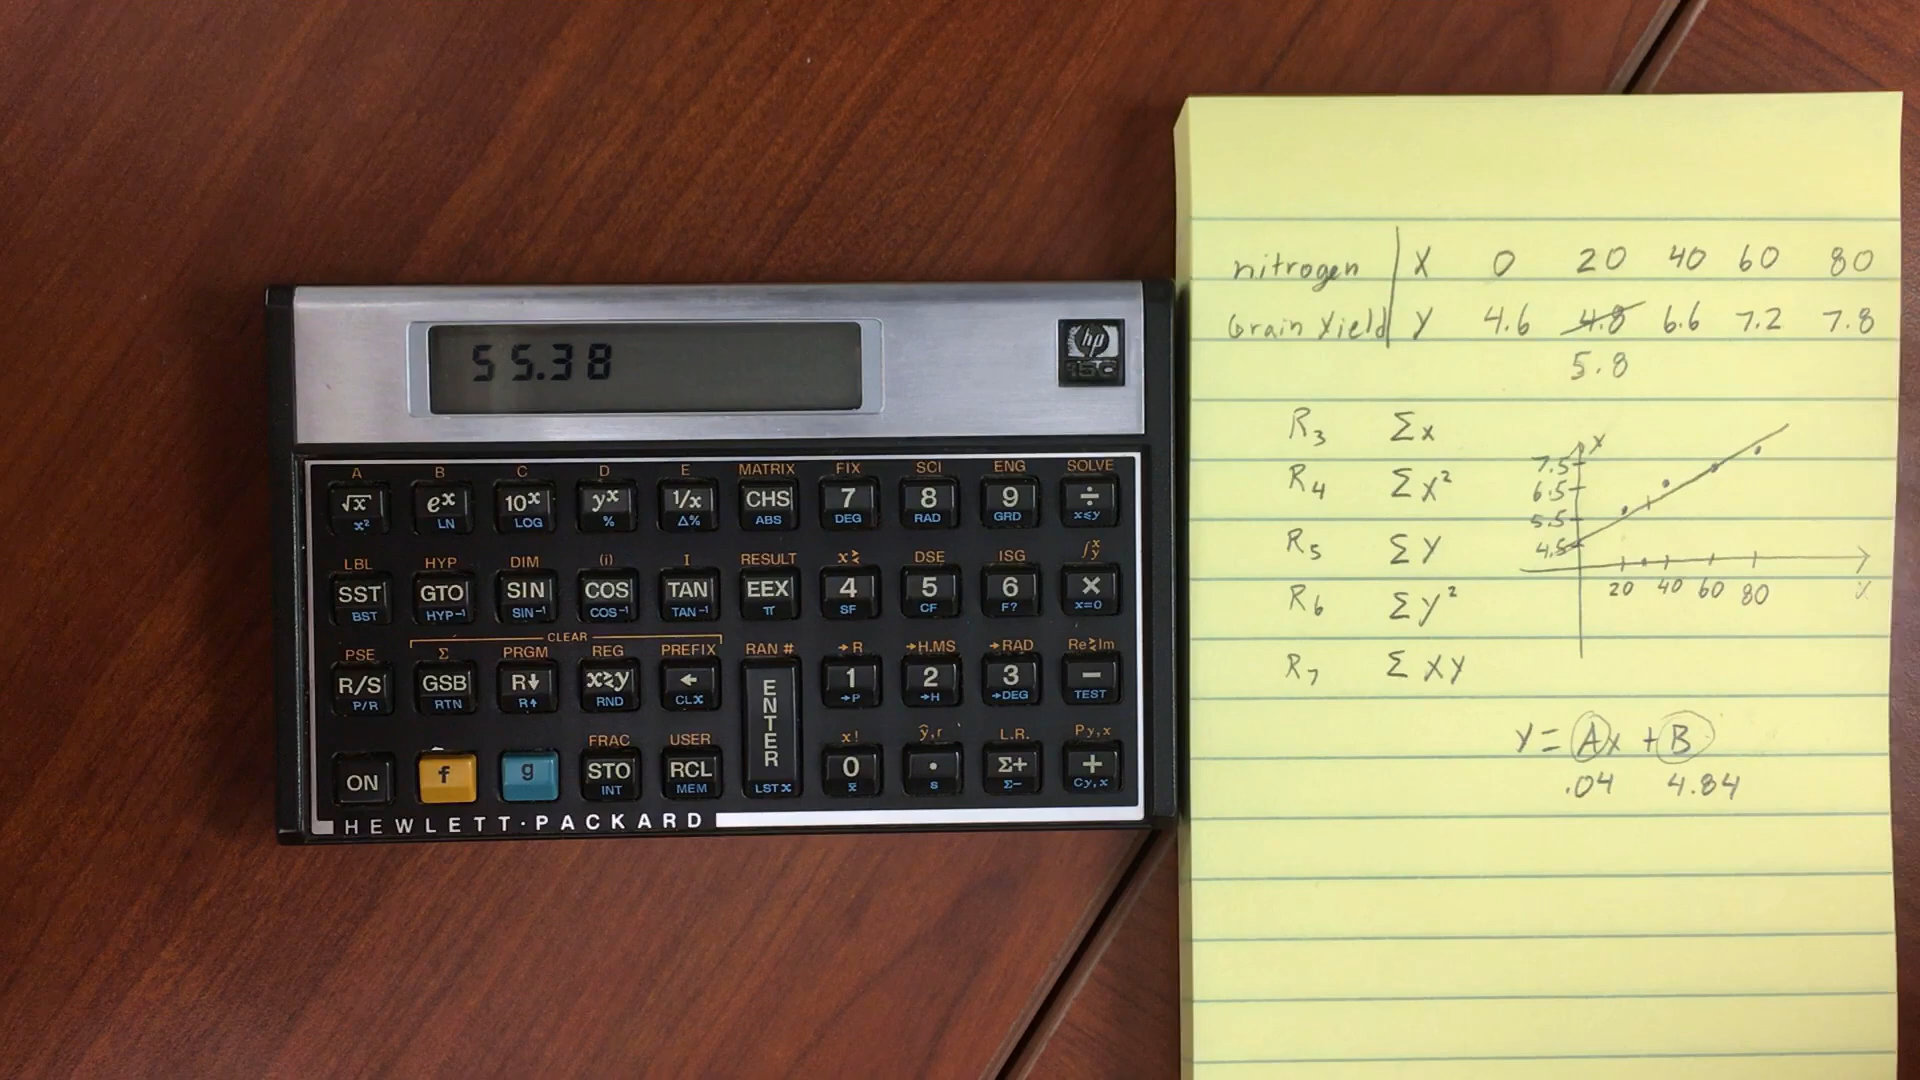 55.38
hp
15C
A B C D E MATRIX FIX SCI ENG SOLVE
√x eˣ 10ˣ yˣ 1/x CHS 7 8 9 ÷
x² LN LOG % Δ% ABS DEG RAD GRD x≤y
LBL HYP DIM (i) I RESULT x≷ DSE ISG ∫xy
SST GTO SIN COS TAN EEX 4 5 6 ×
BST HYP⁻¹ SIN⁻¹ COS⁻¹ TAN⁻¹ π SF CF F? x=0
CLEAR
PSE Σ PRGM REG PREFIX RAN # →R →H.MS →RAD Re≷Im
R/S GSB R↓ x≷y ← ENTER 1 2 3 −
P/R RTN R↑ RND CLx →P →H →DEG TEST
FRAC USER x! ŷ,r L.R. Py,x
ON f g STO RCL 0 · Σ+ +
INT MEM LSTx x̄ s Σ− Cy,x
HEWLETT·PACKARD
nitrogen X 0 20 40 60 80
Grain Yield Y 4.6 4.8 6.6 7.2 7.8
5.8
R₃ Σx
R₄ Σx²
R₅ Σy
R₆ Σy²
R₇ Σxy
7.5
6.5
5.5
4.5
20 40 60 80
Y = Ax + B
.04 4.84